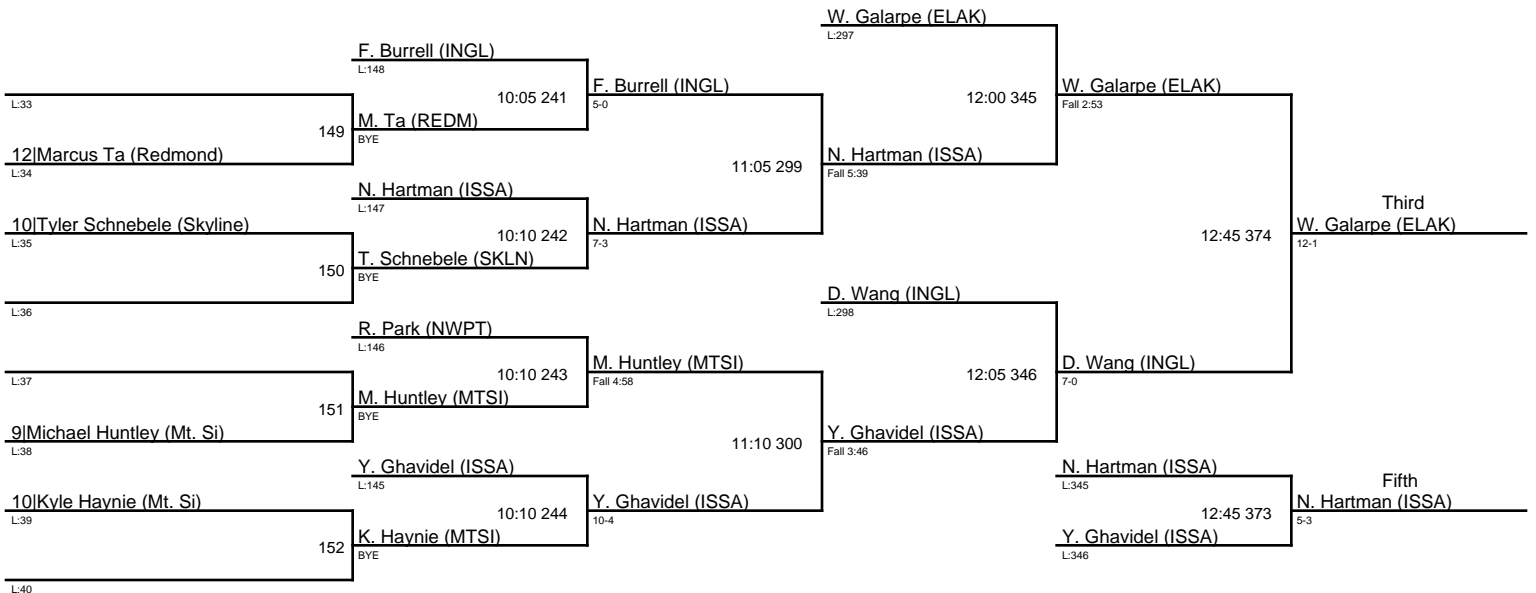 W. Galarpe (ELAK)
L:297
F. Burrell (INGL)
L:148
10:05 241
F. Burrell (INGL)
5-0
12:00 345
W. Galarpe (ELAK)
Fall 2:53
L:33
149
M. Ta (REDM)
BYE
12|Marcus Ta (Redmond)
L:34
11:05 299
N. Hartman (ISSA)
Fall 5:39
N. Hartman (ISSA)
L:147
10|Tyler Schnebele (Skyline)
L:35
10:10 242
N. Hartman (ISSA)
7-3
12:45 374
Third
W. Galarpe (ELAK)
12-1
150
T. Schnebele (SKLN)
BYE
L:36
D. Wang (INGL)
L:298
R. Park (NWPT)
L:146
L:37
10:10 243
M. Huntley (MTSI)
Fall 4:58
12:05 346
D. Wang (INGL)
7-0
151
M. Huntley (MTSI)
BYE
9|Michael Huntley (Mt. Si)
L:38
11:10 300
Y. Ghavidel (ISSA)
Fall 3:46
Y. Ghavidel (ISSA)
L:145
N. Hartman (ISSA)
L:345
10|Kyle Haynie (Mt. Si)
L:39
10:10 244
Y. Ghavidel (ISSA)
10-4
12:45 373
Fifth
N. Hartman (ISSA)
5-3
152
K. Haynie (MTSI)
BYE
Y. Ghavidel (ISSA)
L:346
L:40